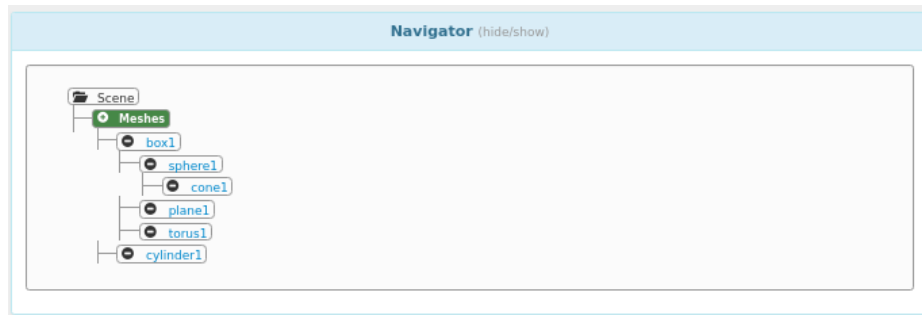 Navigator (hide/show)
Scene
Meshes
box1
sphere1
cone1
plane1
torus1
cylinder1